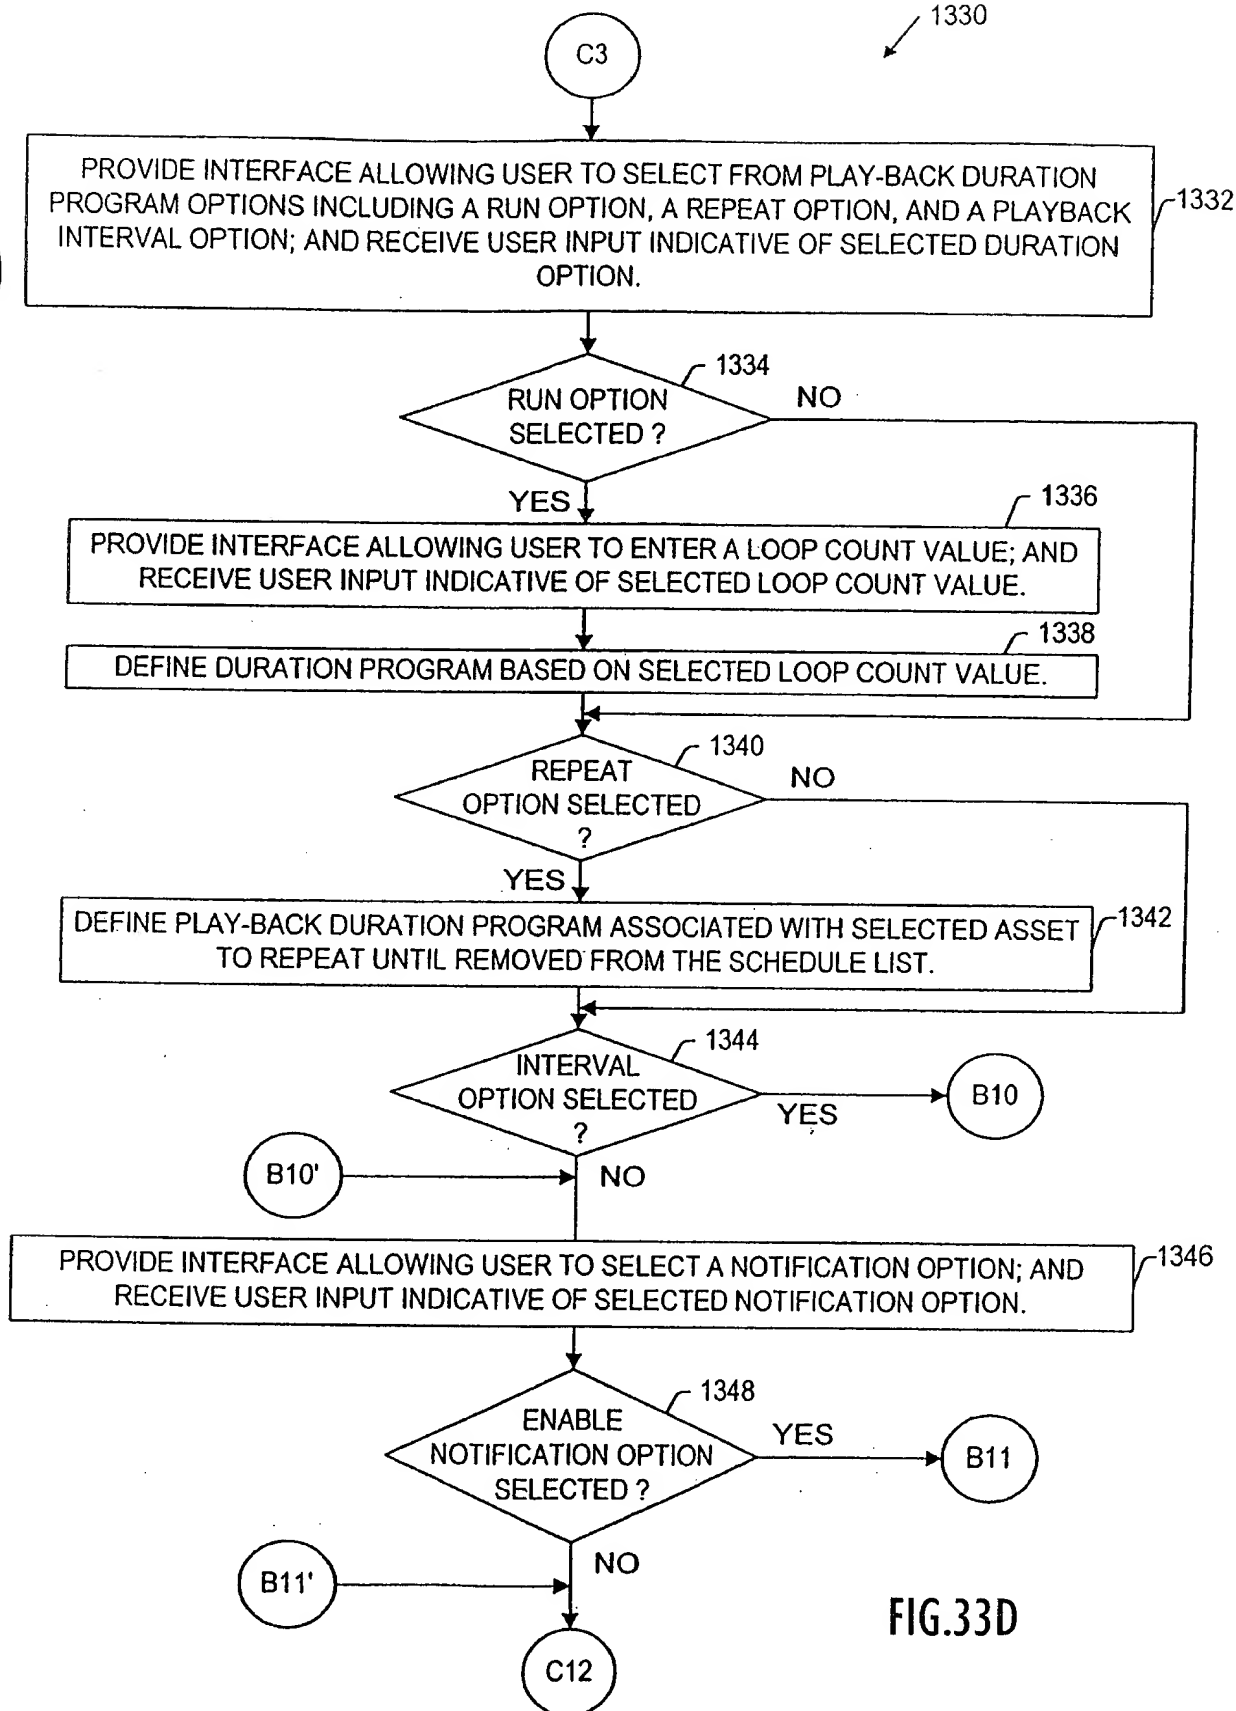 1330
C3
PROVIDE INTERFACE ALLOWING USER TO SELECT FROM PLAY-BACK DURATION
PROGRAM OPTIONS INCLUDING A RUN OPTION, A REPEAT OPTION, AND A PLAYBACK
INTERVAL OPTION; AND RECEIVE USER INPUT INDICATIVE OF SELECTED DURATION
OPTION.
1332
1334
RUN OPTION
SELECTED ?
NO
YES
1336
PROVIDE INTERFACE ALLOWING USER TO ENTER A LOOP COUNT VALUE; AND
RECEIVE USER INPUT INDICATIVE OF SELECTED LOOP COUNT VALUE.
1338
DEFINE DURATION PROGRAM BASED ON SELECTED LOOP COUNT VALUE.
1340
REPEAT
OPTION SELECTED
?
NO
YES
DEFINE PLAY-BACK DURATION PROGRAM ASSOCIATED WITH SELECTED ASSET
TO REPEAT UNTIL REMOVED FROM THE SCHEDULE LIST.
1342
1344
INTERVAL
OPTION SELECTED
?
YES
B10
B10'
NO
PROVIDE INTERFACE ALLOWING USER TO SELECT A NOTIFICATION OPTION; AND
RECEIVE USER INPUT INDICATIVE OF SELECTED NOTIFICATION OPTION.
1346
1348
ENABLE
NOTIFICATION OPTION
SELECTED ?
YES
B11
B11'
NO
C12
FIG.33D